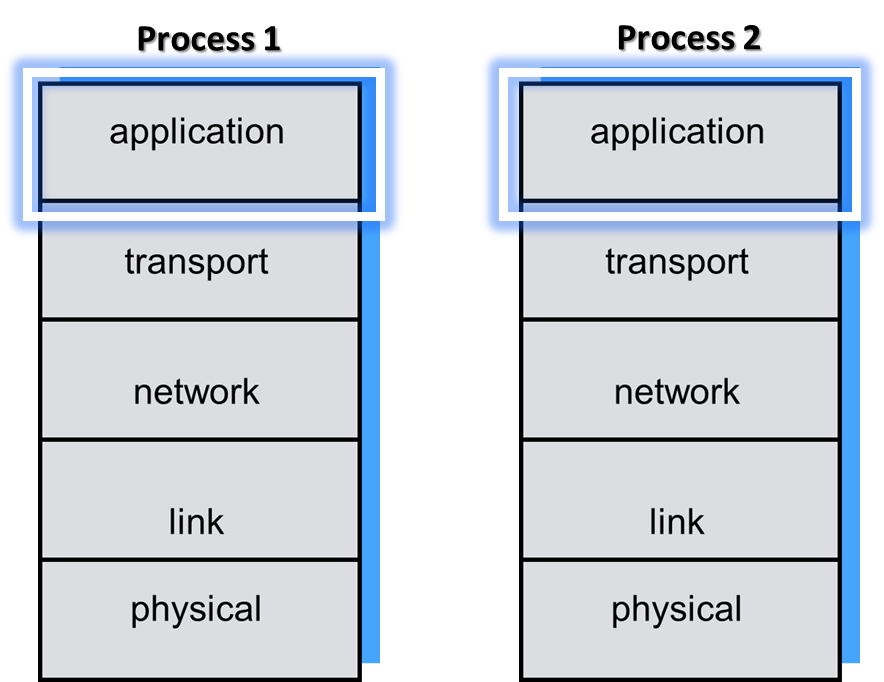 Process 1
application
transport
network
link
physical
Process 2
application
transport
network
link
physical